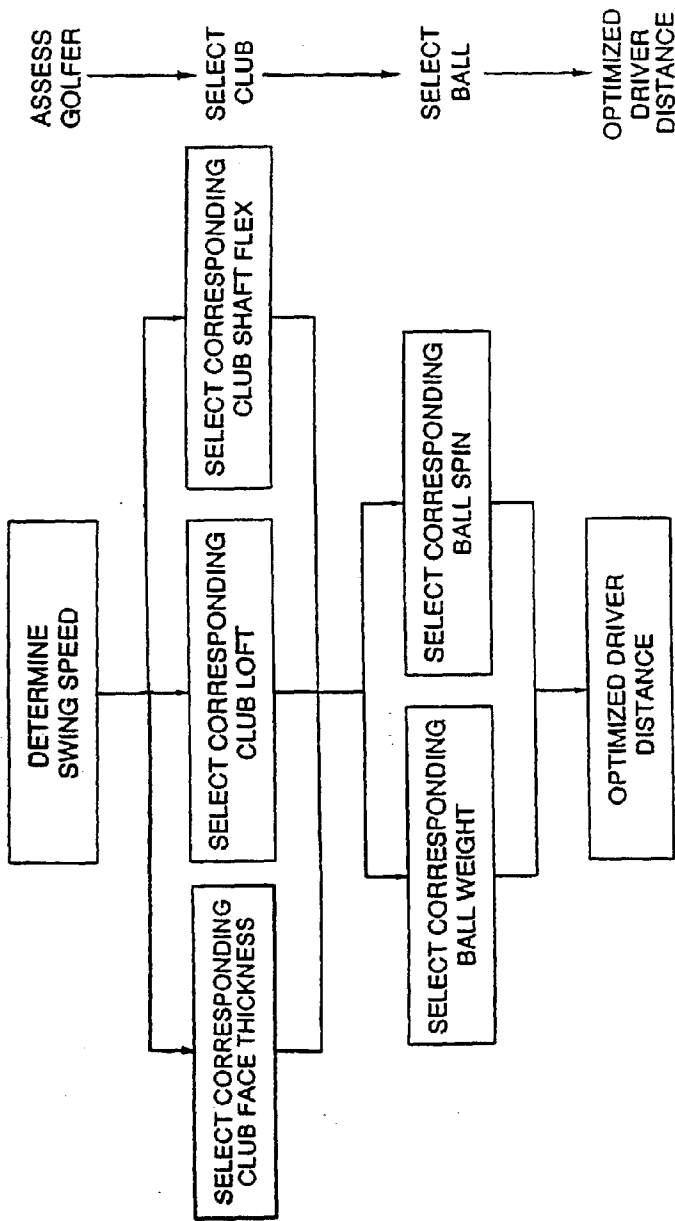 DETERMINE
SWING SPEED
SELECT CORRESPONDING
CLUB FACE THICKNESS
SELECT CORRESPONDING
CLUB LOFT
SELECT CORRESPONDING
CLUB SHAFT FLEX
SELECT CORRESPONDING
BALL WEIGHT
SELECT CORRESPONDING
BALL SPIN
OPTIMIZED DRIVER
DISTANCE
ASSESS
GOLFER
SELECT
CLUB
SELECT
BALL
OPTIMIZED
DRIVER
DISTANCE